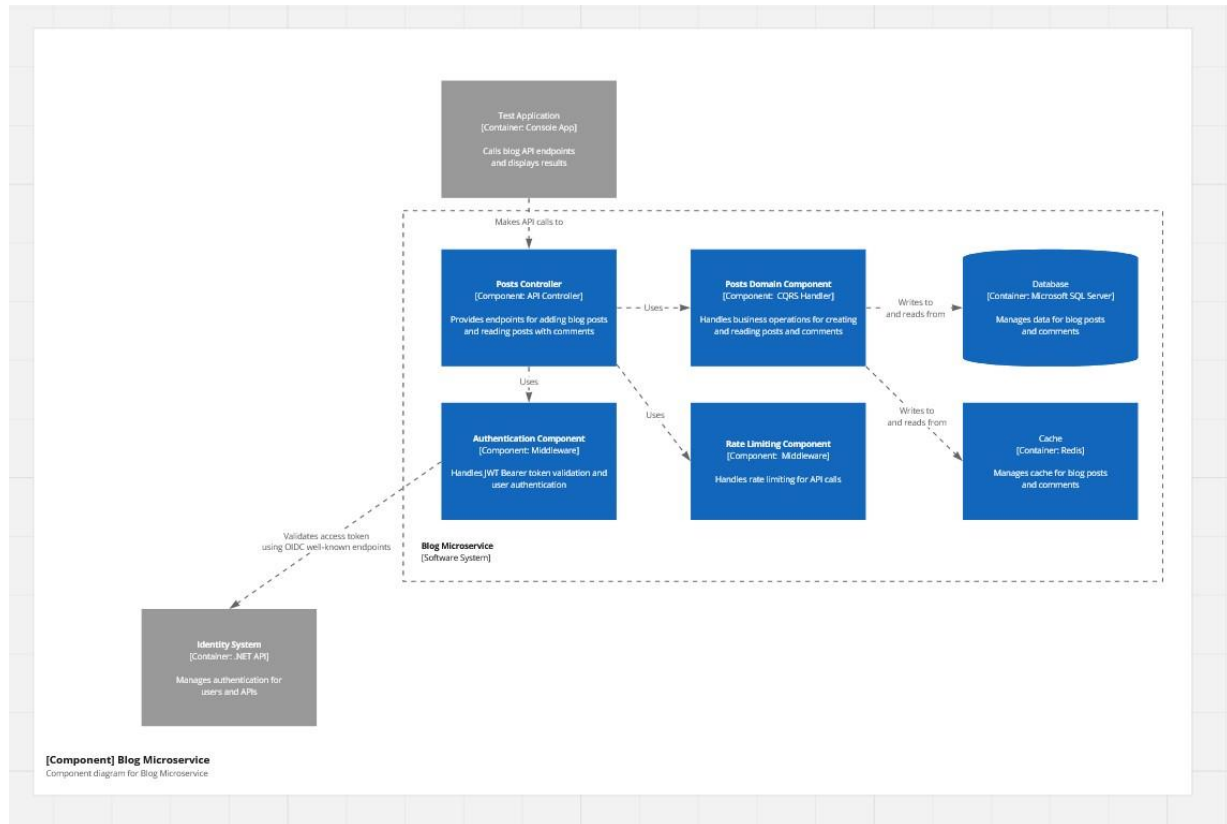 Test Application
[Container: Console App]
Calls blog API endpoints
and displays results
Makes API calls to
Posts Controller
[Component: API Controller]
Provides endpoints for adding blog posts
and reading posts with comments
Uses
Posts Domain Component
[Component: CQRS Handler]
Handles business operations for creating
and reading posts and comments
Writes to
and reads from
Database
[Container: Microsoft SQL Server]
Manages data for blog posts
and comments
Uses
Uses
Writes to
and reads from
Authentication Component
[Component: Middleware]
Handles JWT Bearer token validation and
user authentication
Rate Limiting Component
[Component: Middleware]
Handles rate limiting for API calls
Cache
[Container: Redis]
Manages cache for blog posts
and comments
Validates access token
using OIDC well-known endpoints
Blog Microservice
[Software System]
Identity System
[Container: .NET API]
Manages authentication for
users and APIs
[Component] Blog Microservice
Component diagram for Blog Microservice